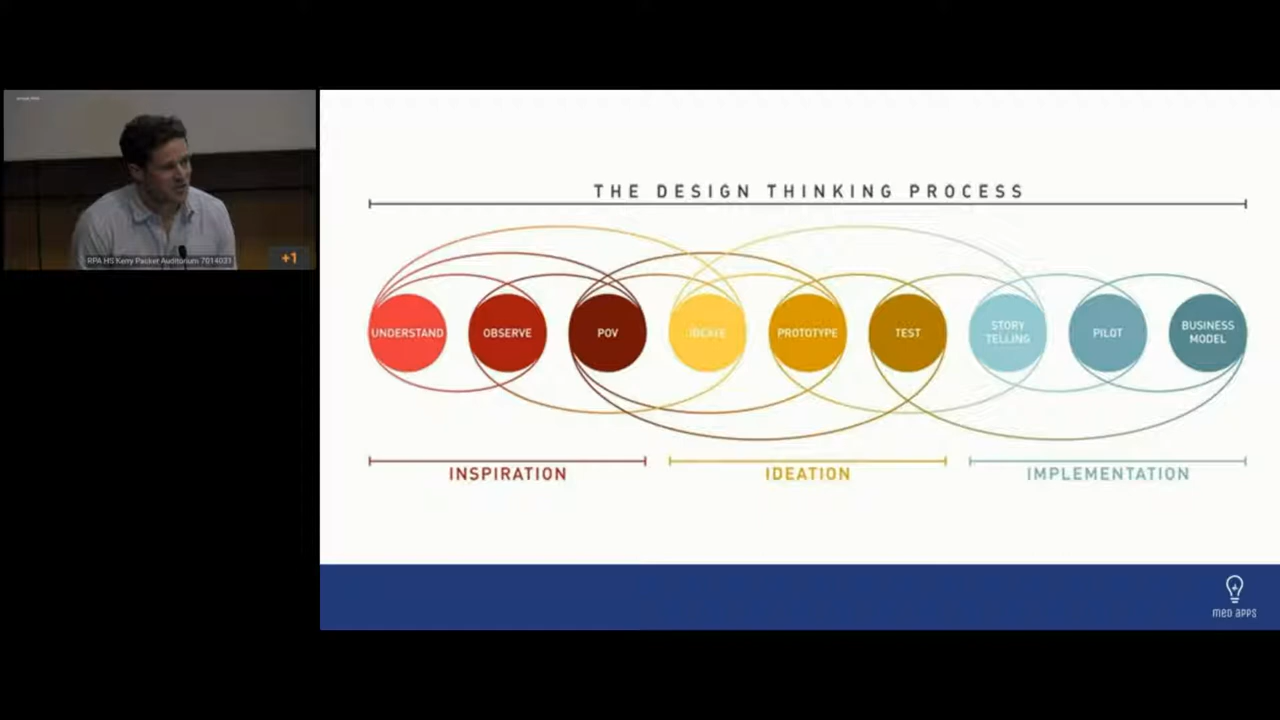 RPA HS Kerry Packer Auditorium 7014031
+1
THE DESIGN THINKING PROCESS
UNDERSTAND
OBSERVE
POV
IDEATE
PROTOTYPE
TEST
STORY
TELLING
PILOT
BUSINESS
MODEL
INSPIRATION
IDEATION
IMPLEMENTATION
med apps